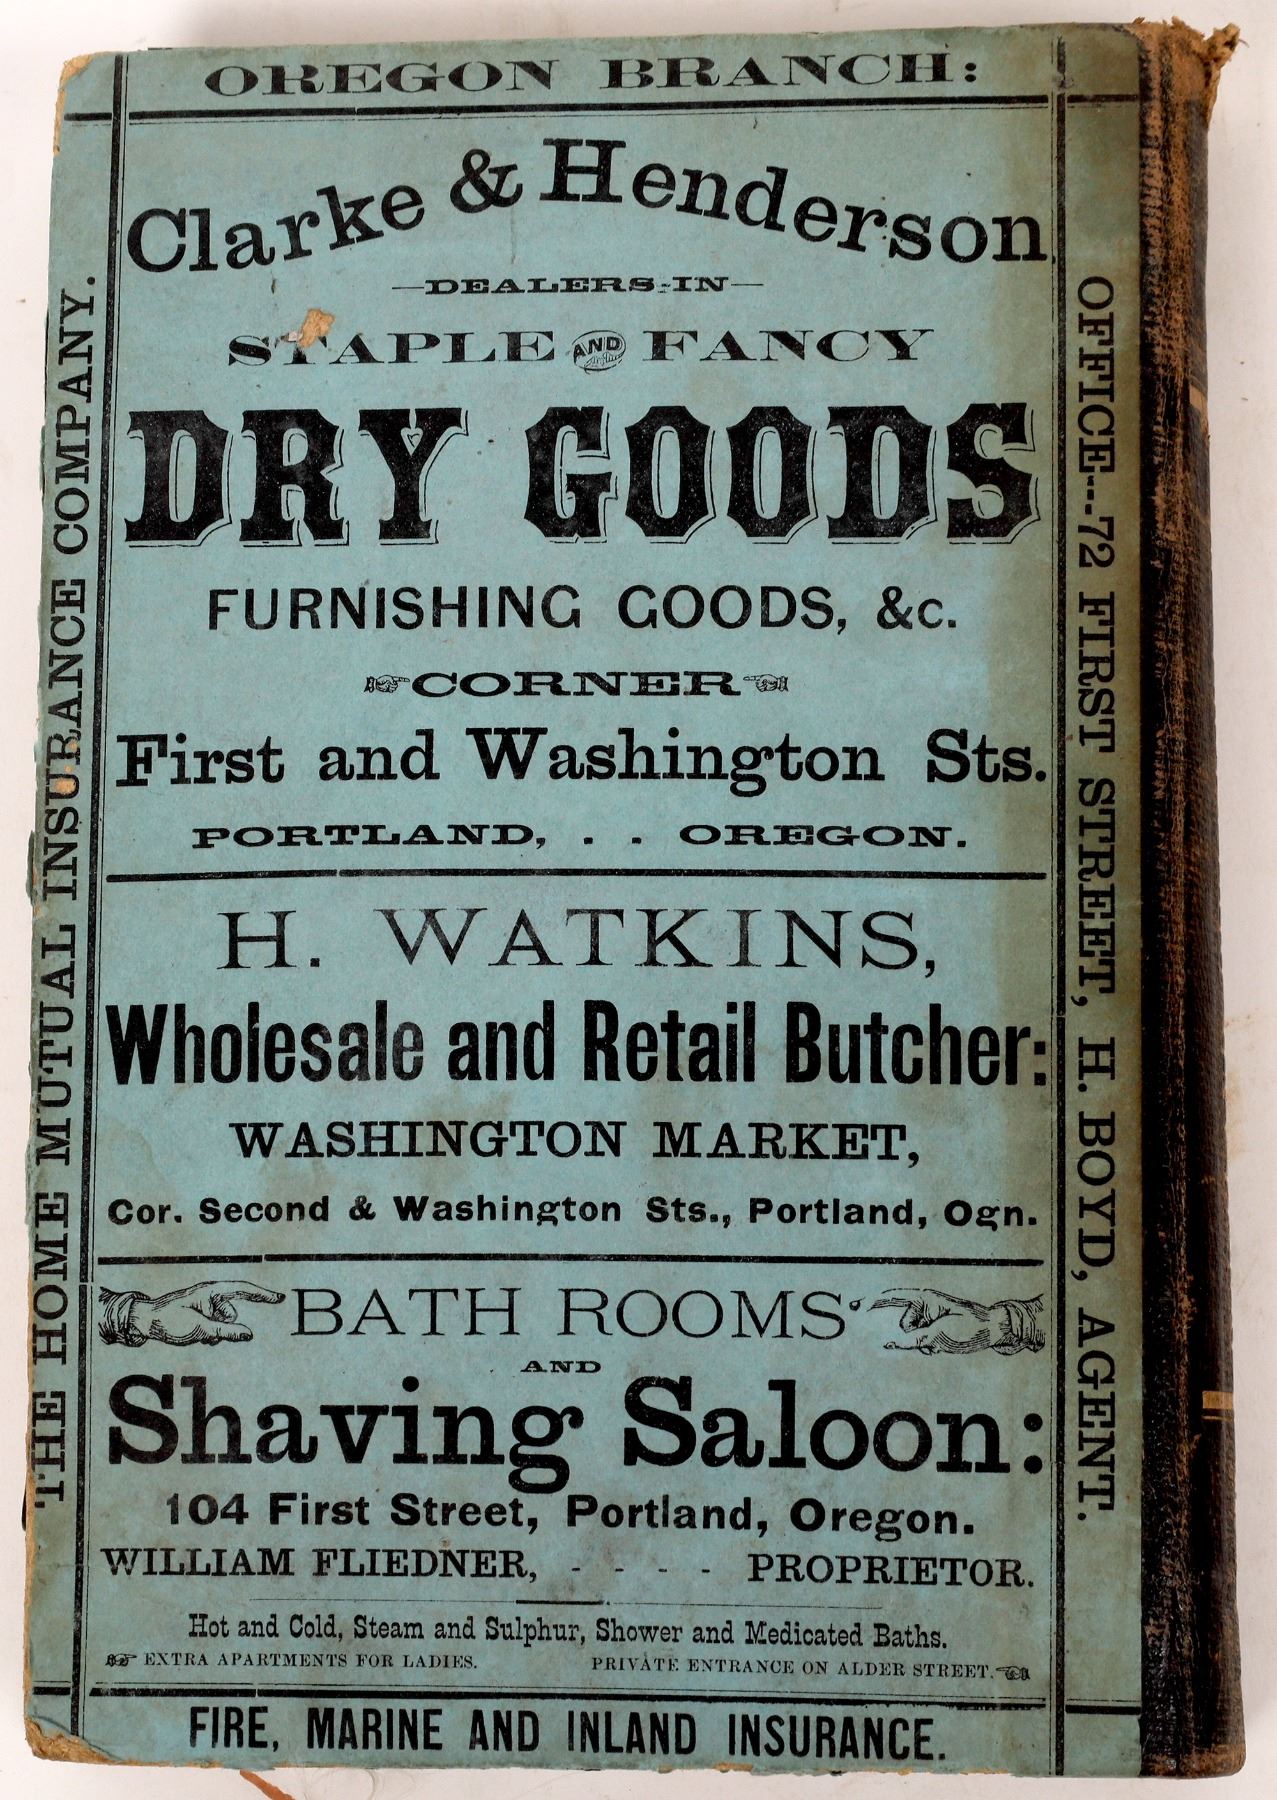 OREGON BRANCH:
THE HOME MUTUAL INSURANCE COMPANY.
Clarke & Henderson
—DEALERS IN—
STAPLE AND FANCY
DRY GOODS
FURNISHING GOODS, &c.
CORNER
First and Washington Sts.
PORTLAND, . . OREGON.
H. WATKINS,
Wholesale and Retail Butcher:
WASHINGTON MARKET,
Cor. Second & Washington Sts., Portland, Ogn.
BATH ROOMS
AND
Shaving Saloon:
104 First Street, Portland, Oregon.
WILLIAM FLIEDNER, - - - - PROPRIETOR.
Hot and Cold, Steam and Sulphur, Shower and Medicated Baths.
EXTRA APARTMENTS FOR LADIES. PRIVATE ENTRANCE ON ALDER STREET.
OFFICE---72 FIRST STREET, H. BOYD, AGENT.
FIRE, MARINE AND INLAND INSURANCE.